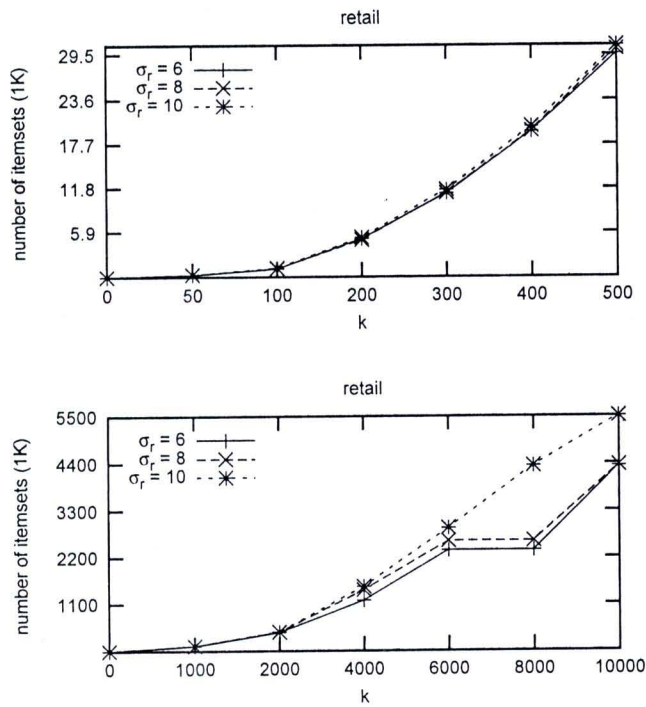 retail
number of itemsets (1K)
29.5
23.6
17.7
11.8
5.9
σr = 6
σr = 8
σr = 10
0 50 100 200 300 400 500
k
retail
number of itemsets (1K)
5500
4400
3300
2200
1100
σr = 6
σr = 8
σr = 10
0 1000 2000 4000 6000 8000 10000
k